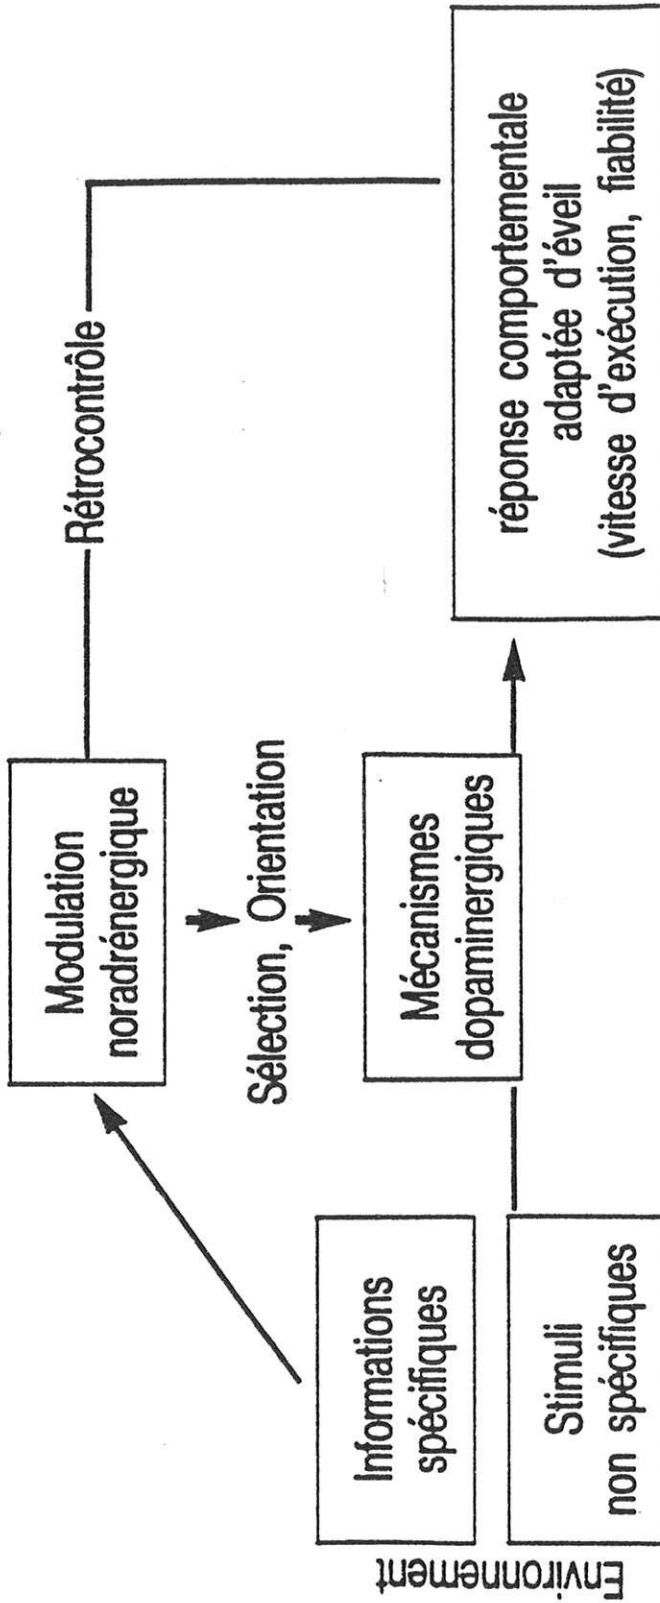 Environnement
Informations
spécifiques
Stimuli
non spécifiques
Modulation
noradrénergique
Sélection, Orientation
Mécanismes
dopaminergiques
Rétrocontrôle
réponse comportementale
adaptée d'éveil
(vitesse d'exécution, fiabilité)